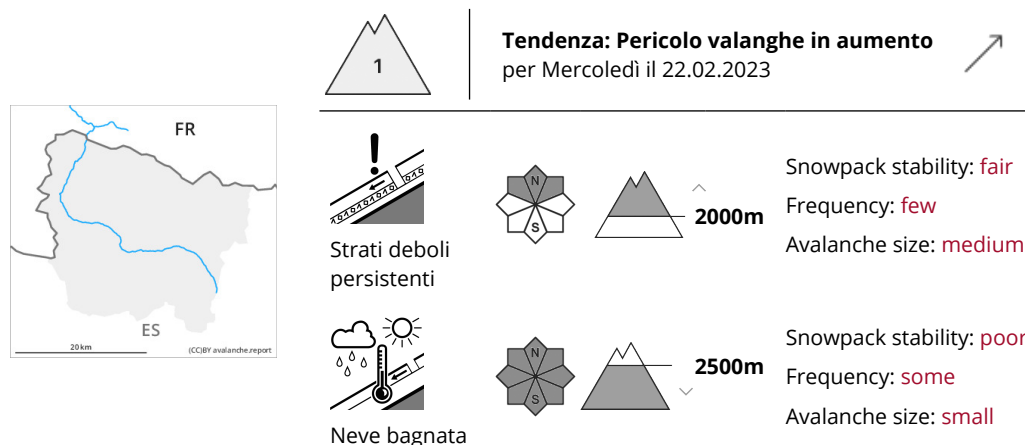 1
Tendenza: Pericolo valanghe in aumento
per Mercoledì il 22.02.2023
FR
ES
20 km
(CC)BY avalanche.report
N
S
2000m
Snowpack stability: fair
Frequency: few
Avalanche size: medium
Strati deboli
persistenti
N
S
2500m
Snowpack stability: poor
Frequency: some
Avalanche size: small
Neve bagnata